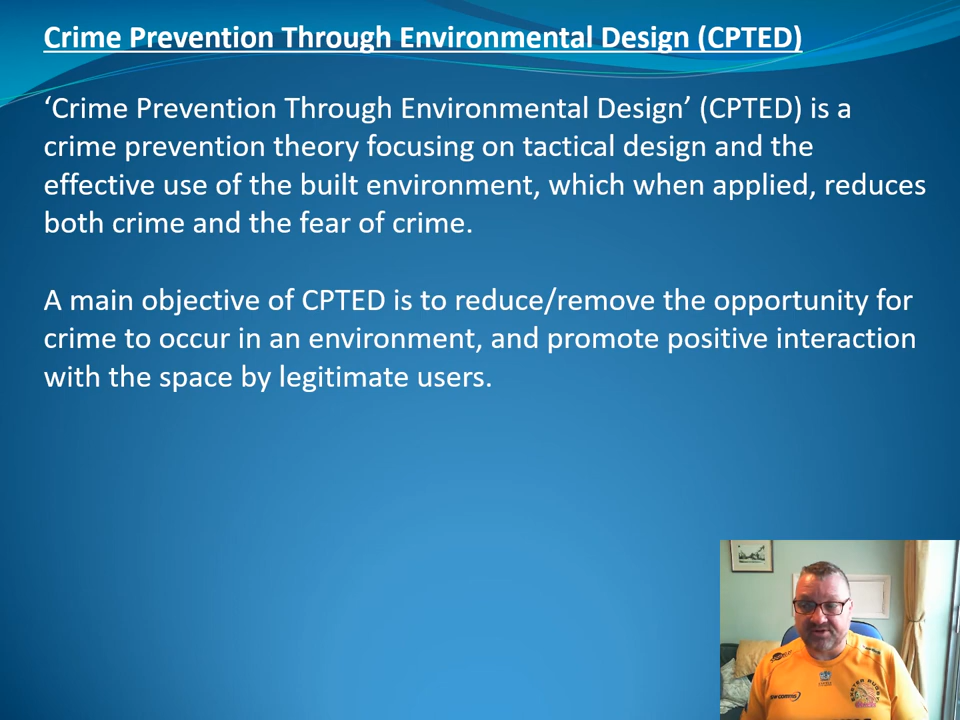 Crime Prevention Through Environmental Design (CPTED)
‘Crime Prevention Through Environmental Design’ (CPTED) is a
crime prevention theory focusing on tactical design and the
effective use of the built environment, which when applied, reduces
both crime and the fear of crime.
A main objective of CPTED is to reduce/remove the opportunity for
crime to occur in an environment, and promote positive interaction
with the space by legitimate users.
EXETER RUGBY